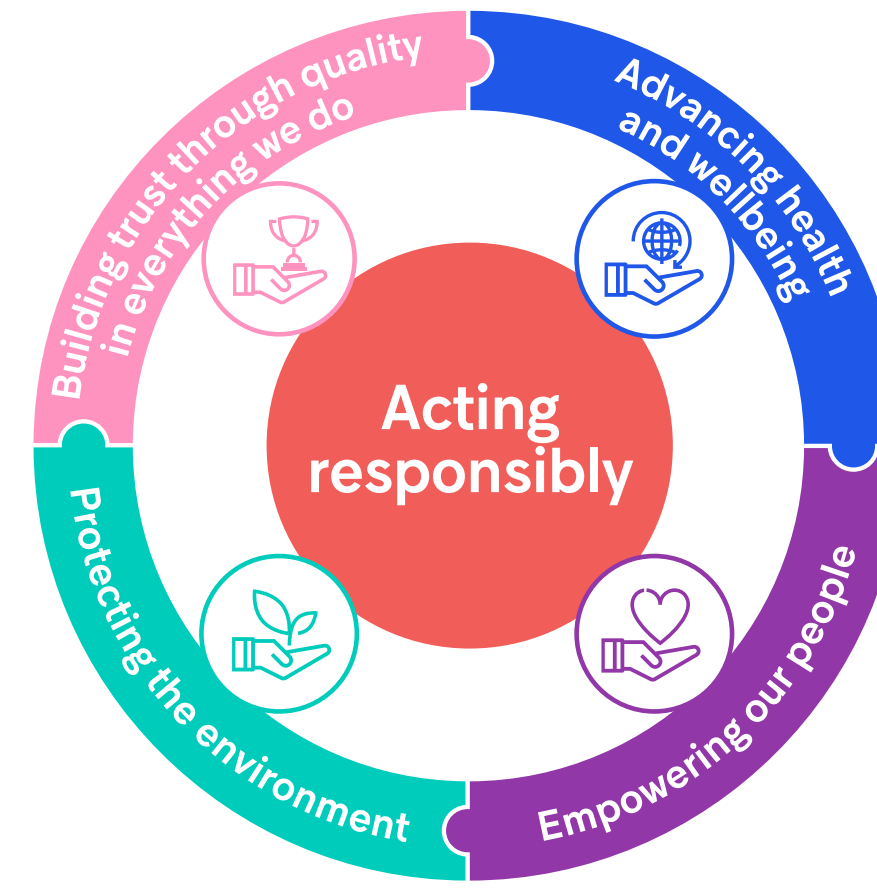 Building trust through quality
in everything we do
Advancing health
and wellbeing
Acting
responsibly
Protecting the environment
Empowering our people